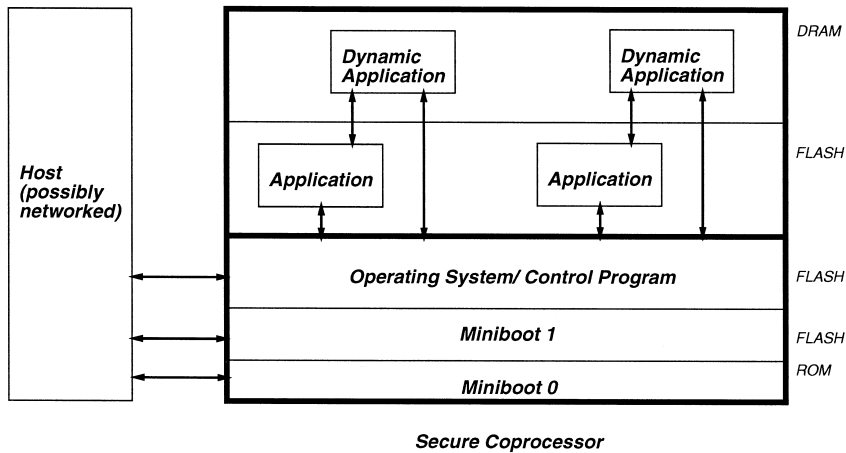 DRAM
Dynamic
Application
Dynamic
Application
FLASH
Application
Application
Host
(possibly
networked)
Operating System/ Control Program
FLASH
Miniboot 1
FLASH
ROM
Miniboot 0
Secure Coprocessor